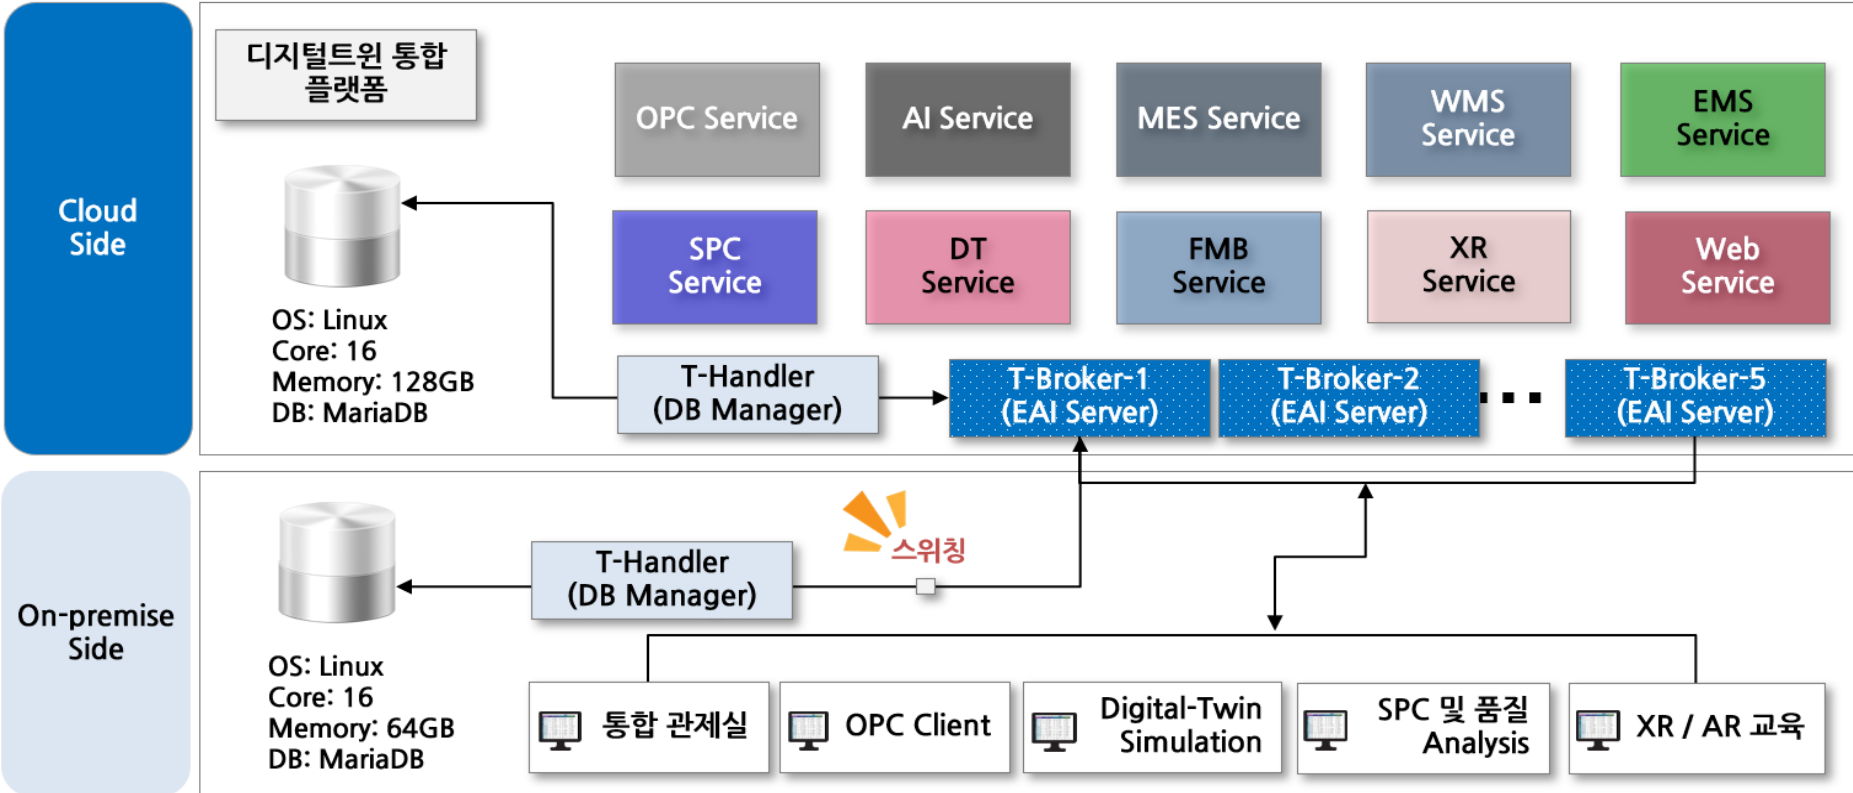 Cloud
Side
디지털트윈 통합
플랫폼
OS: Linux
Core: 16
Memory: 128GB
DB: MariaDB
OPC Service
AI Service
MES Service
WMS
Service
EMS
Service
SPC
Service
DT
Service
FMB
Service
XR
Service
Web
Service
T-Handler
(DB Manager)
T-Broker-1
(EAI Server)
T-Broker-2
(EAI Server)
T-Broker-5
(EAI Server)
On-premise
Side
OS: Linux
Core: 16
Memory: 64GB
DB: MariaDB
T-Handler
(DB Manager)
스위칭
통합 관제실
OPC Client
Digital-Twin
Simulation
SPC 및 품질
Analysis
XR / AR 교육